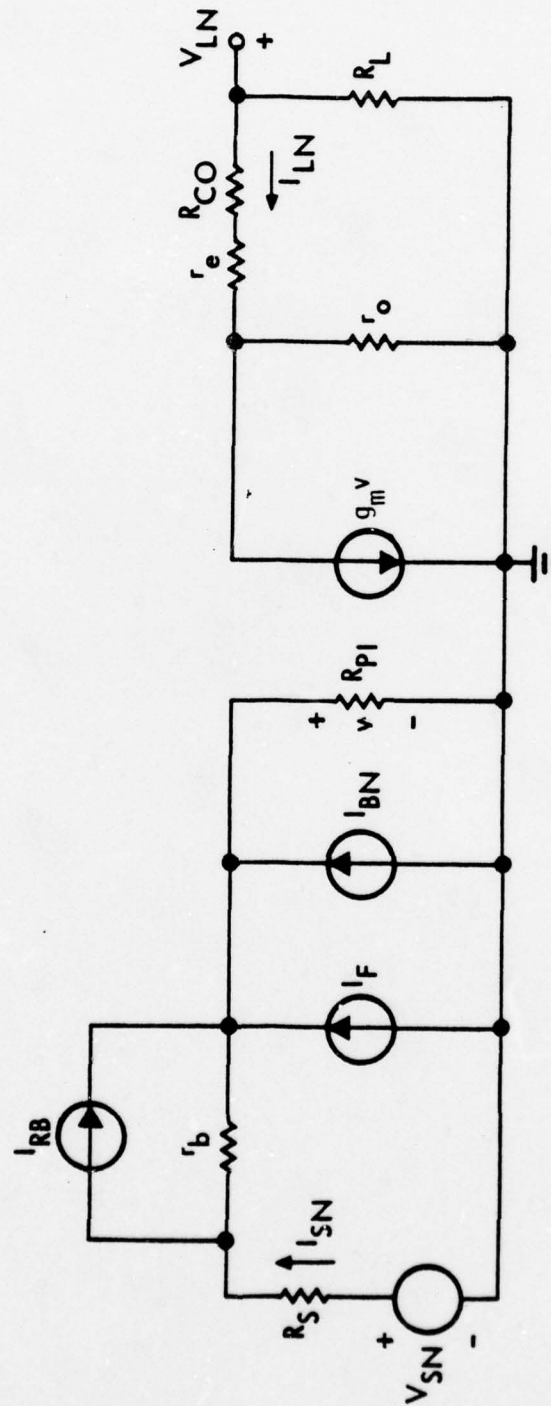 I_RB
r_b
I_SN
R_S
+
V_SN
-
I_F
I_BN
+
v
-
R_PI
g_m v
r_o
r_e
R_CO
I_LN
V_LN
+
R_L